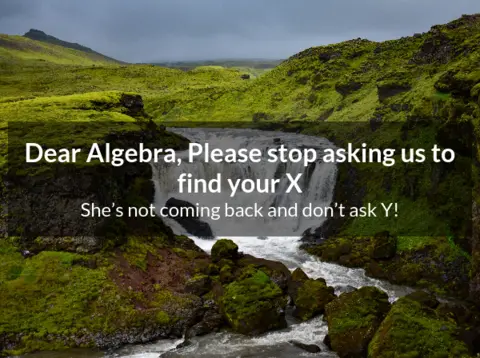 Dear Algebra, Please stop asking us to
find your X
She’s not coming back and don’t ask Y!